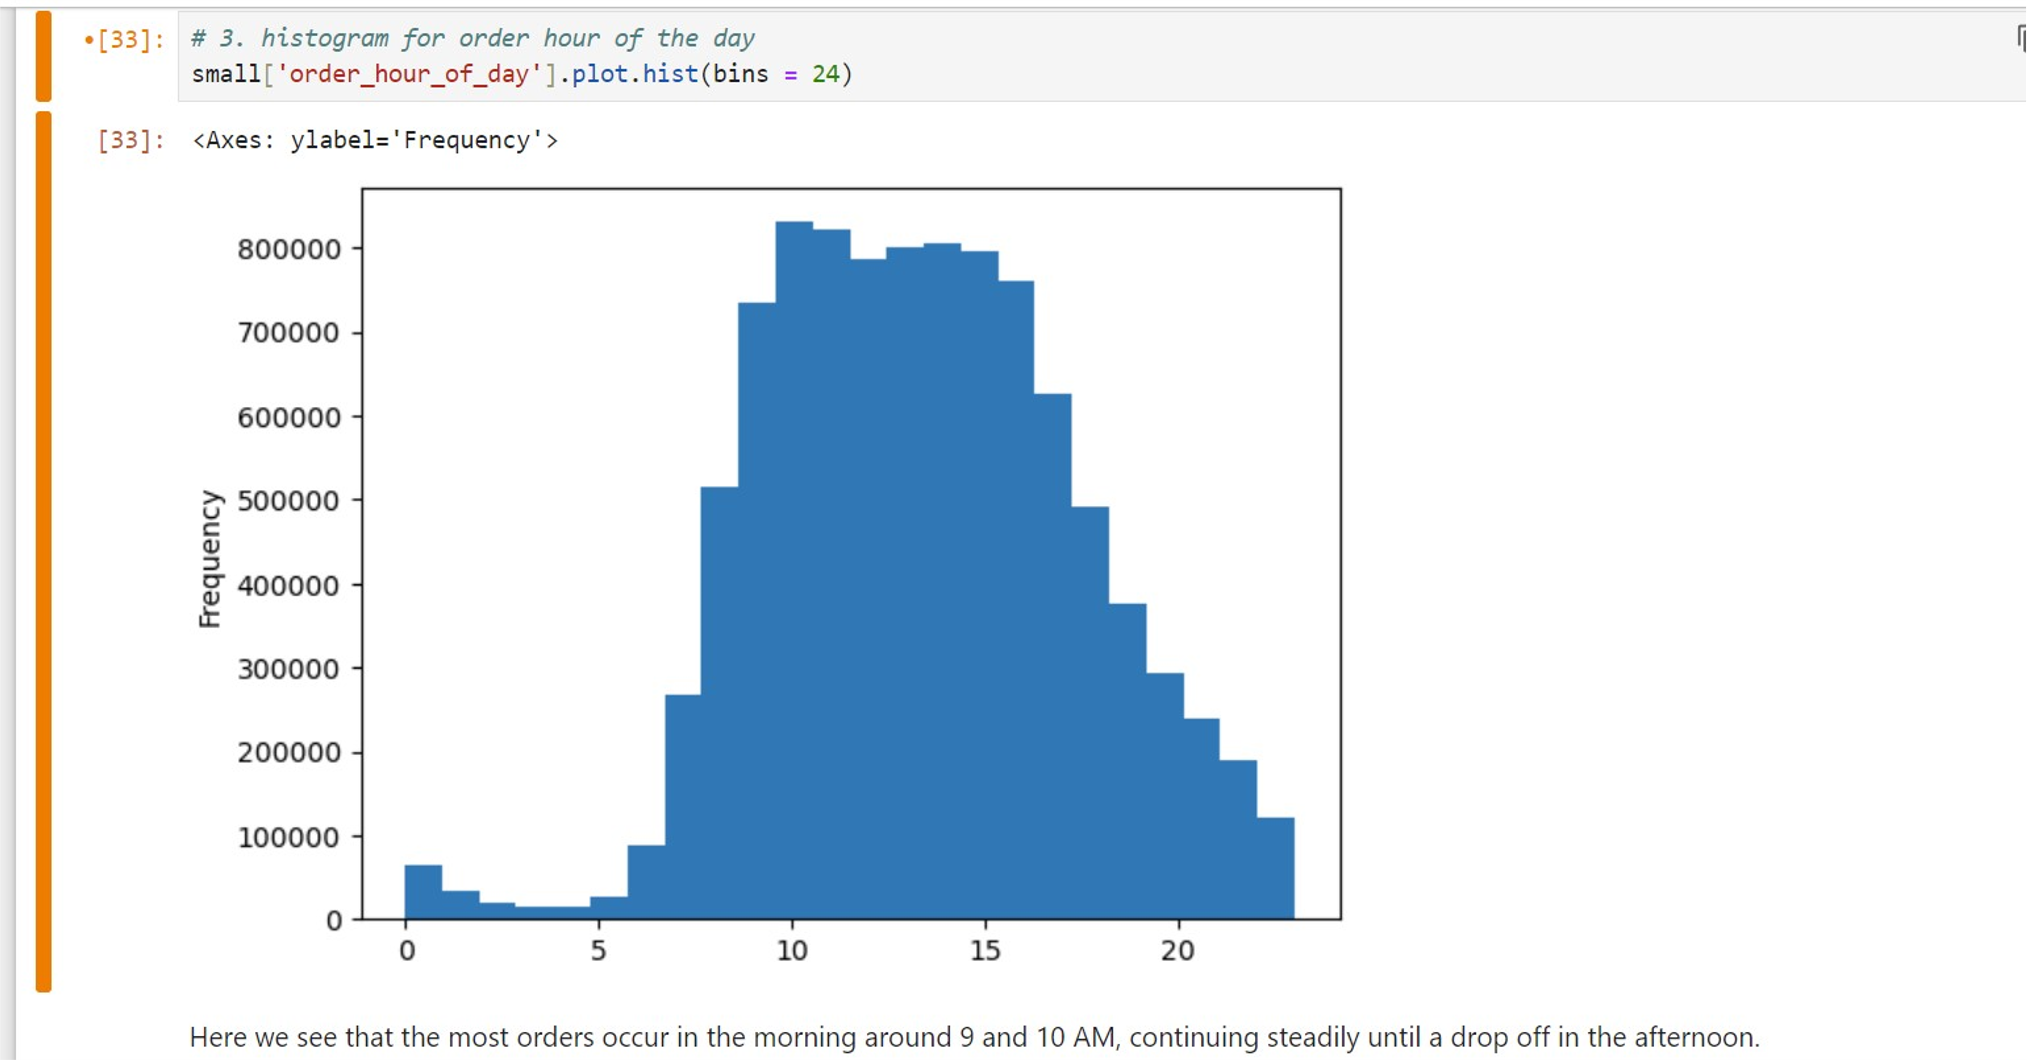 •[33]: # 3. histogram for order hour of the day
small['order_hour_of_day'].plot.hist(bins = 24)
[33]: <Axes: ylabel='Frequency'>
800000
700000
600000
500000
400000
300000
200000
100000
0
Frequency
0 5 10 15 20
Here we see that the most orders occur in the morning around 9 and 10 AM, continuing steadily until a drop off in the afternoon.